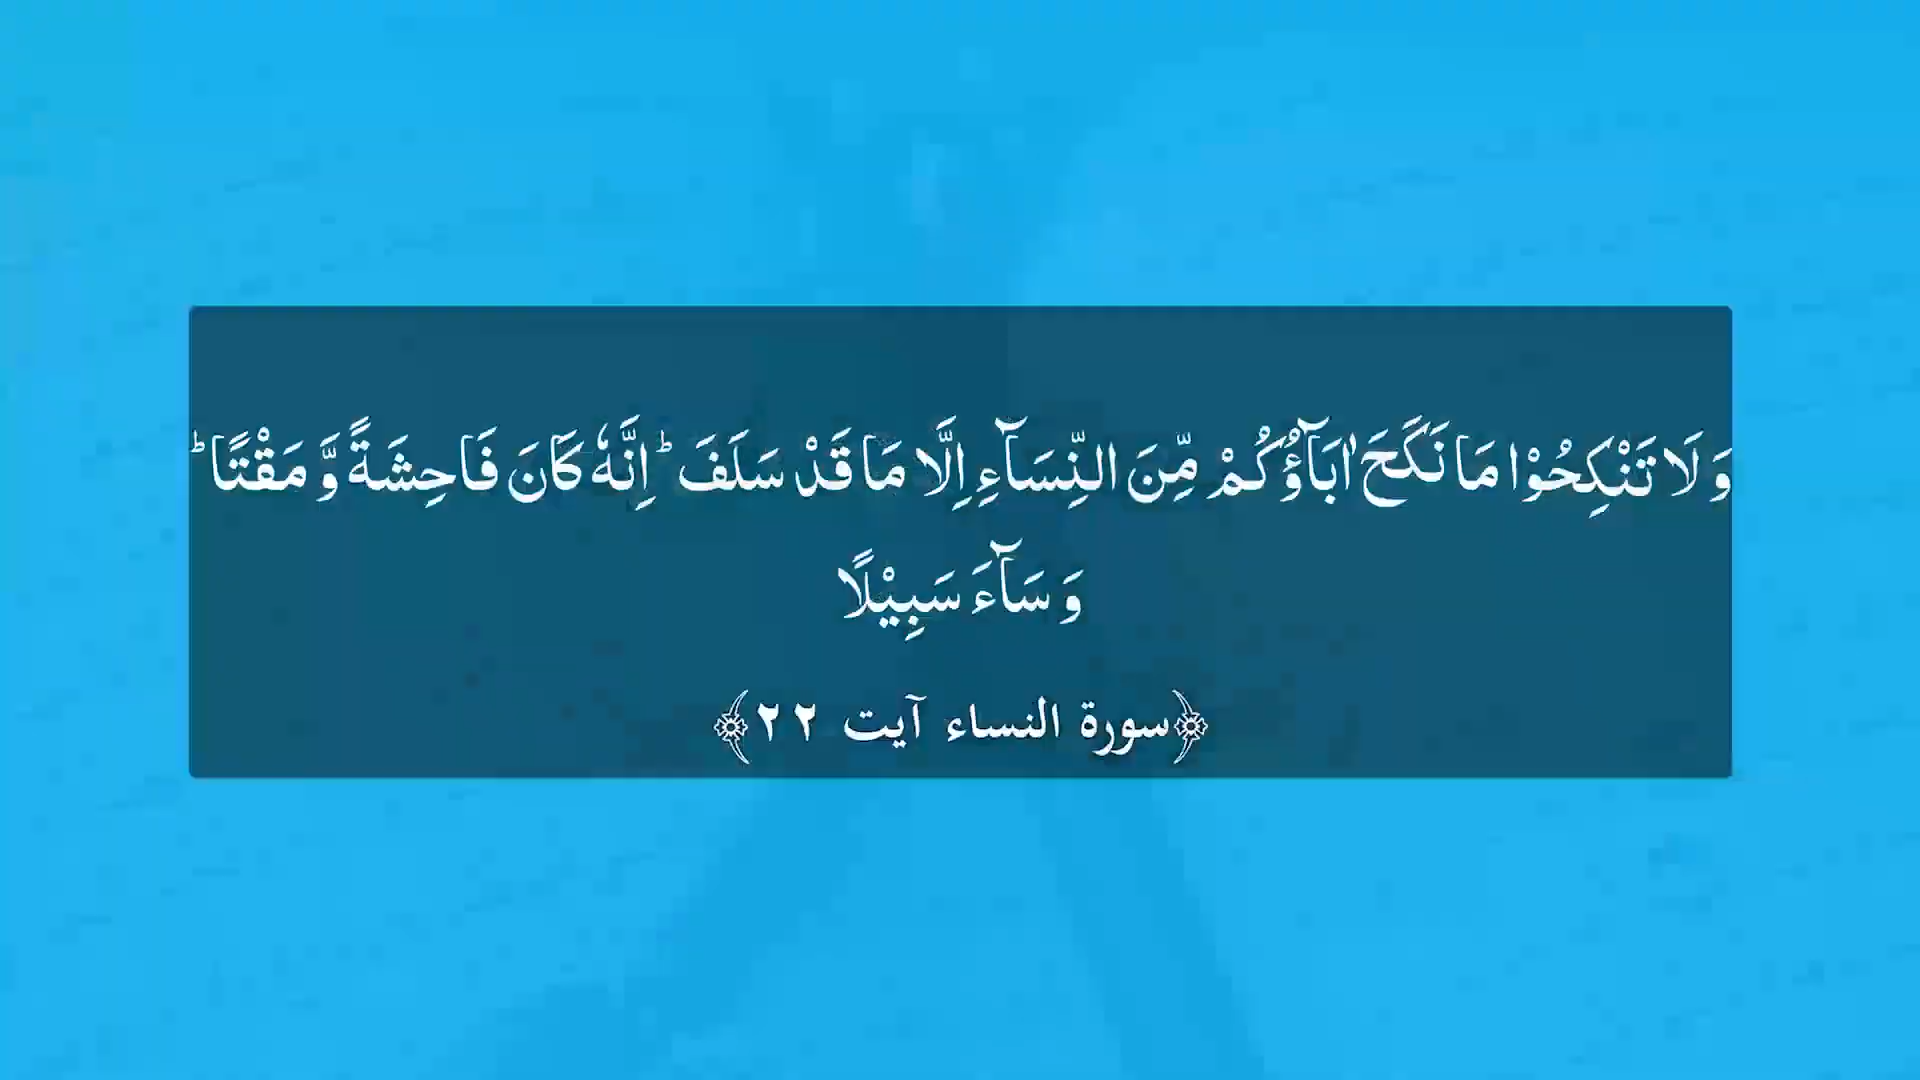 وَ لَا تَنْكِحُوْا مَا نَكَحَ اٰبَآؤُكُمْ مِّنَ النِّسَآءِ اِلَّا مَا قَدْ سَلَفَؕ اِنَّهٗ كَانَ فَاحِشَةً وَّ مَقْتًاؕ
وَ سَآءَ سَبِیْلًا
﴿سورة النساء آیت ۲۲﴾